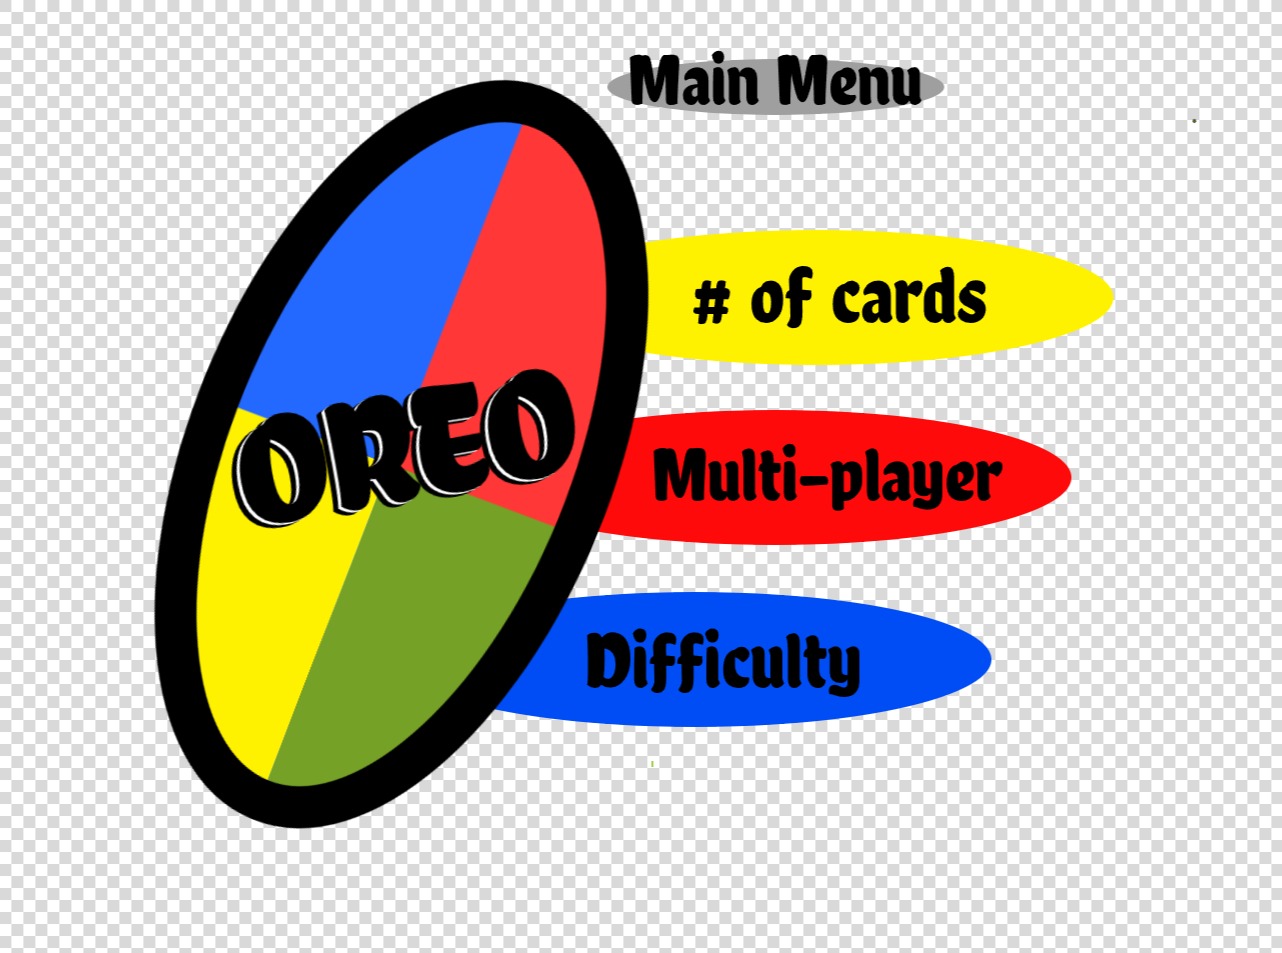 Main Menu
# of cards
OREO
Multi-player
Difficulty